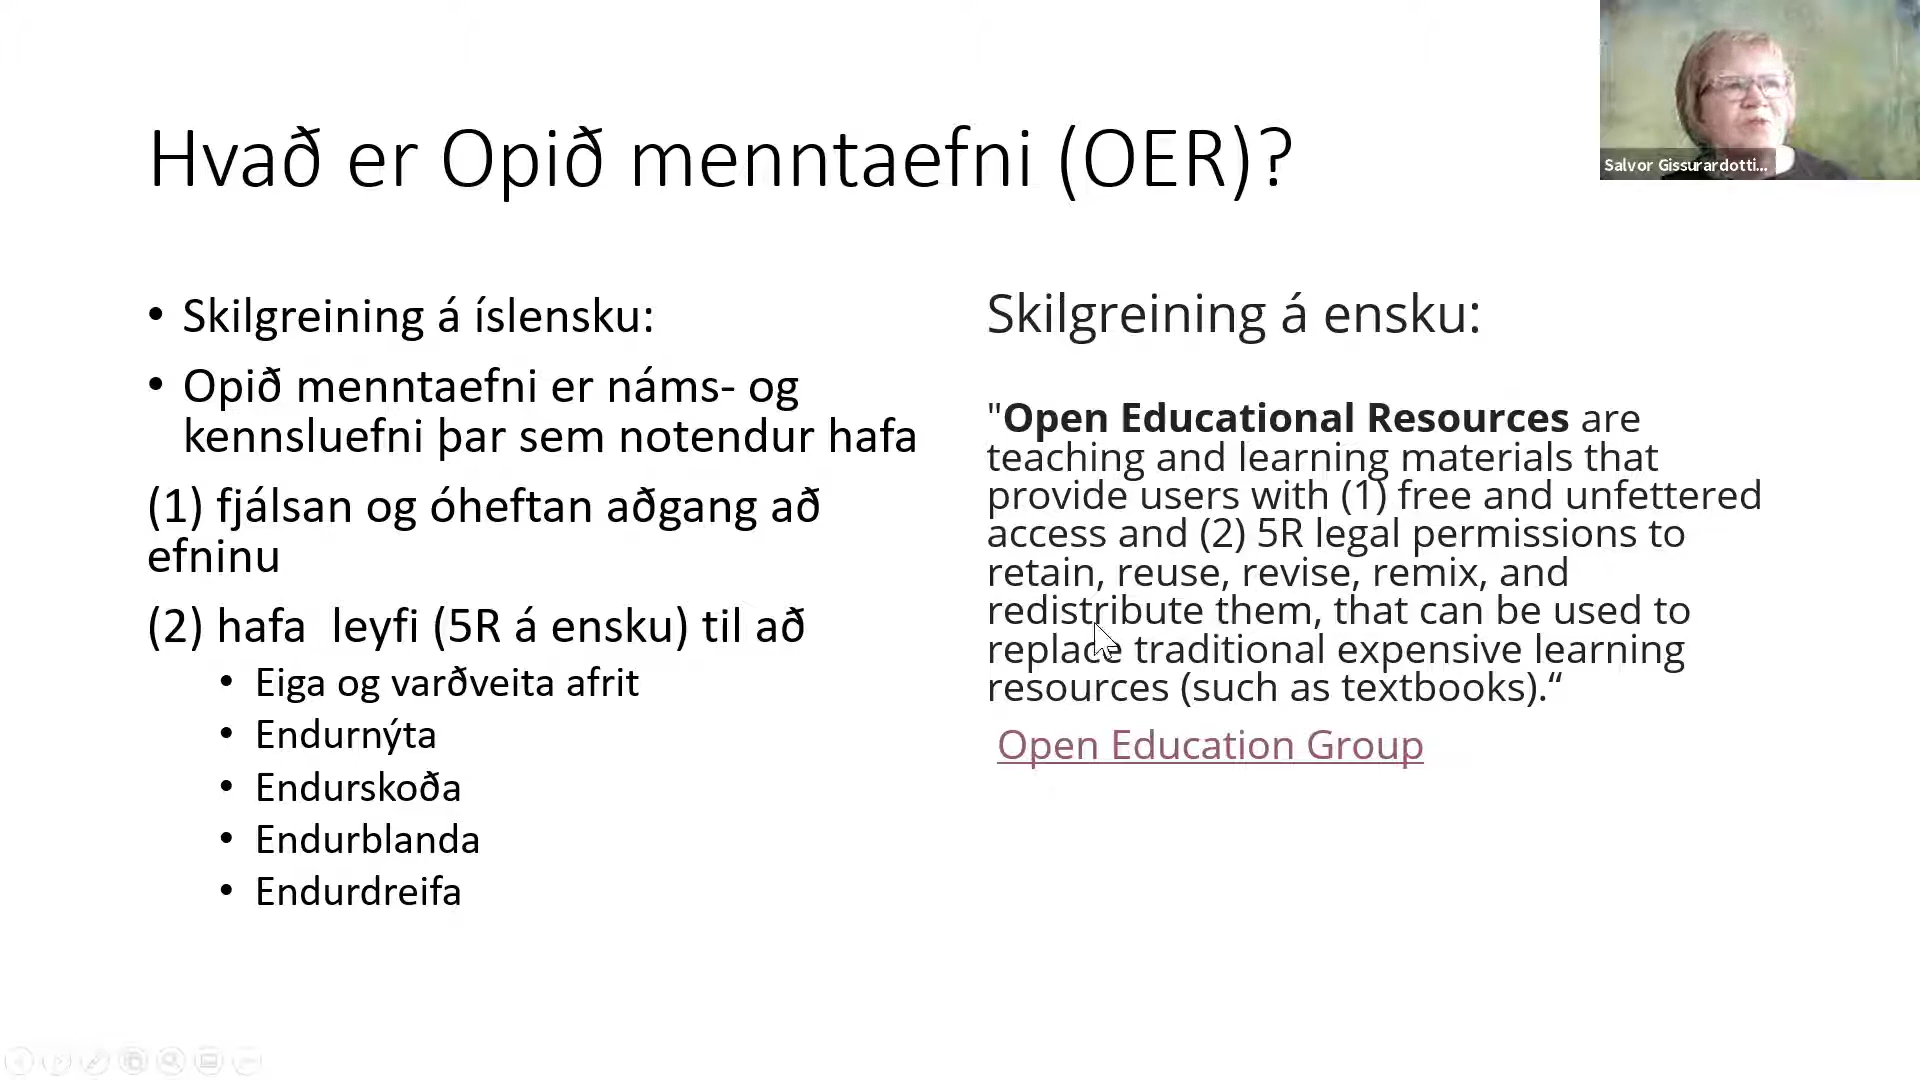 Hvað er Opið menntaefni (OER)?
Salvor Gissurardotti...
• Skilgreining á íslensku:
• Opið menntaefni er náms- og
kennsluefni þar sem notendur hafa
(1) fjálsan og óheftan aðgang að
efninu
(2) hafa  leyfi (5R á ensku) til að
• Eiga og varðveita afrit
• Endurnýta
• Endurskoða
• Endurblanda
• Endurdreifa
Skilgreining á ensku:
"Open Educational Resources are
teaching and learning materials that
provide users with (1) free and unfettered
access and (2) 5R legal permissions to
retain, reuse, revise, remix, and
redistribute them, that can be used to
replace traditional expensive learning
resources (such as textbooks).“
Open Education Group